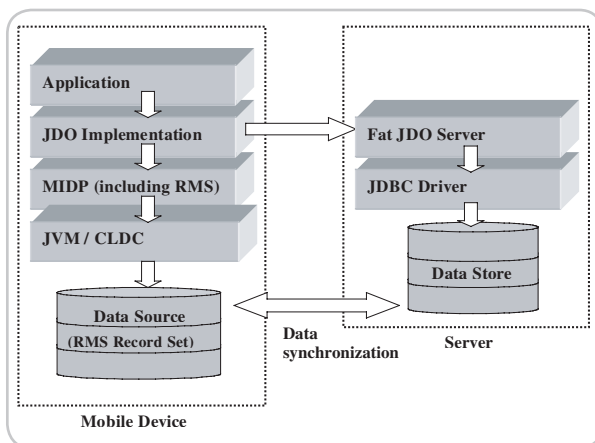 Application
JDO Implementation
MIDP (including RMS)
JVM / CLDC
Data Source
(RMS Record Set)
Mobile Device
Fat JDO Server
JDBC Driver
Data Store
Server
Data
synchronization